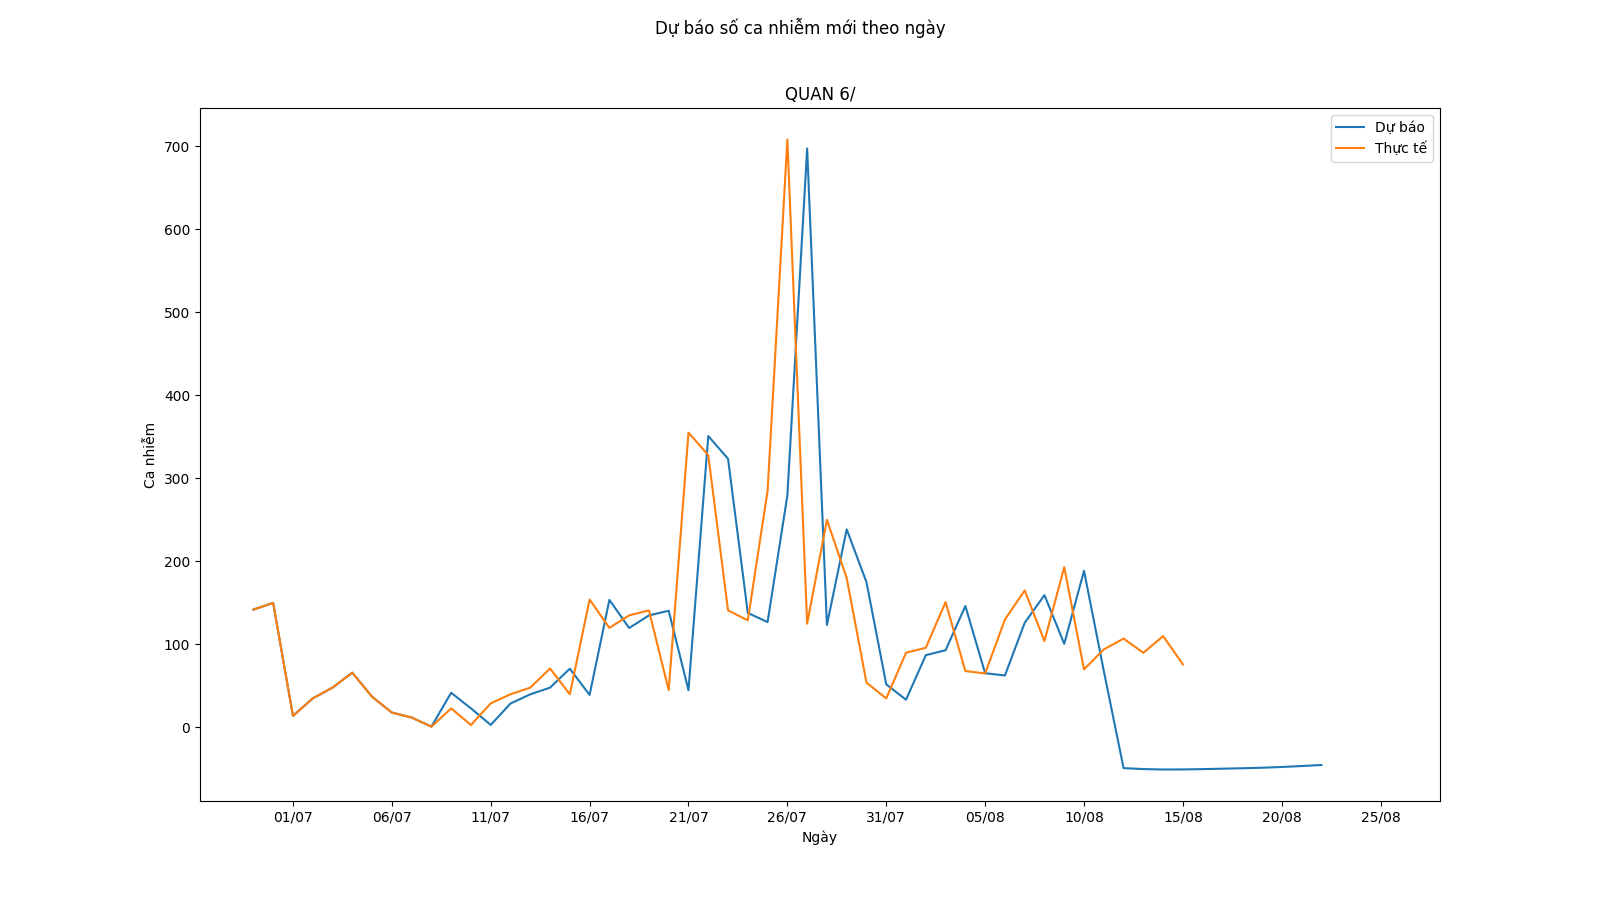 Dự báo số ca nhiễm mới theo ngày
QUAN 6/
Dự báo
Thực tế
700
600
500
400
300
200
100
0
Ca nhiễm
01/07 06/07 11/07 16/07 21/07 26/07 31/07 05/08 10/08 15/08 20/08 25/08
Ngày